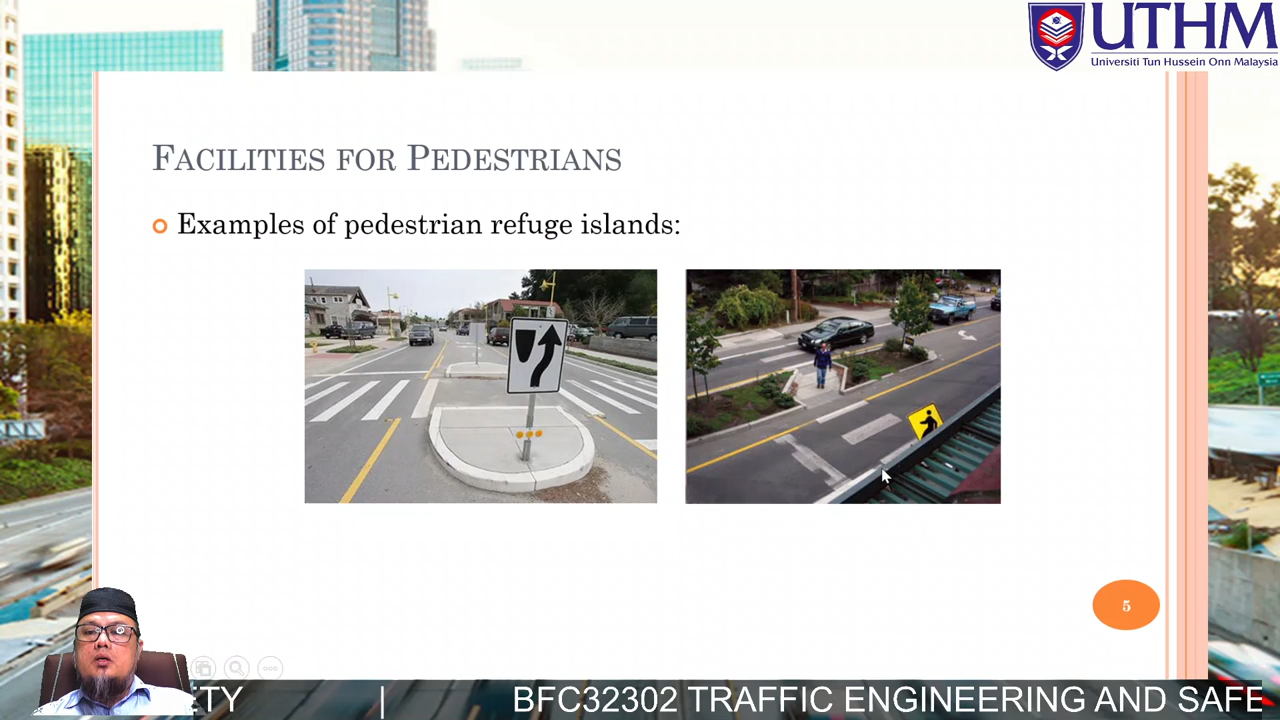 UTHM
Universiti Tun Hussein Onn Malaysia
FACILITIES FOR PEDESTRIANS
Examples of pedestrian refuge islands:
5
ETY | BFC32302 TRAFFIC ENGINEERING AND SAFE